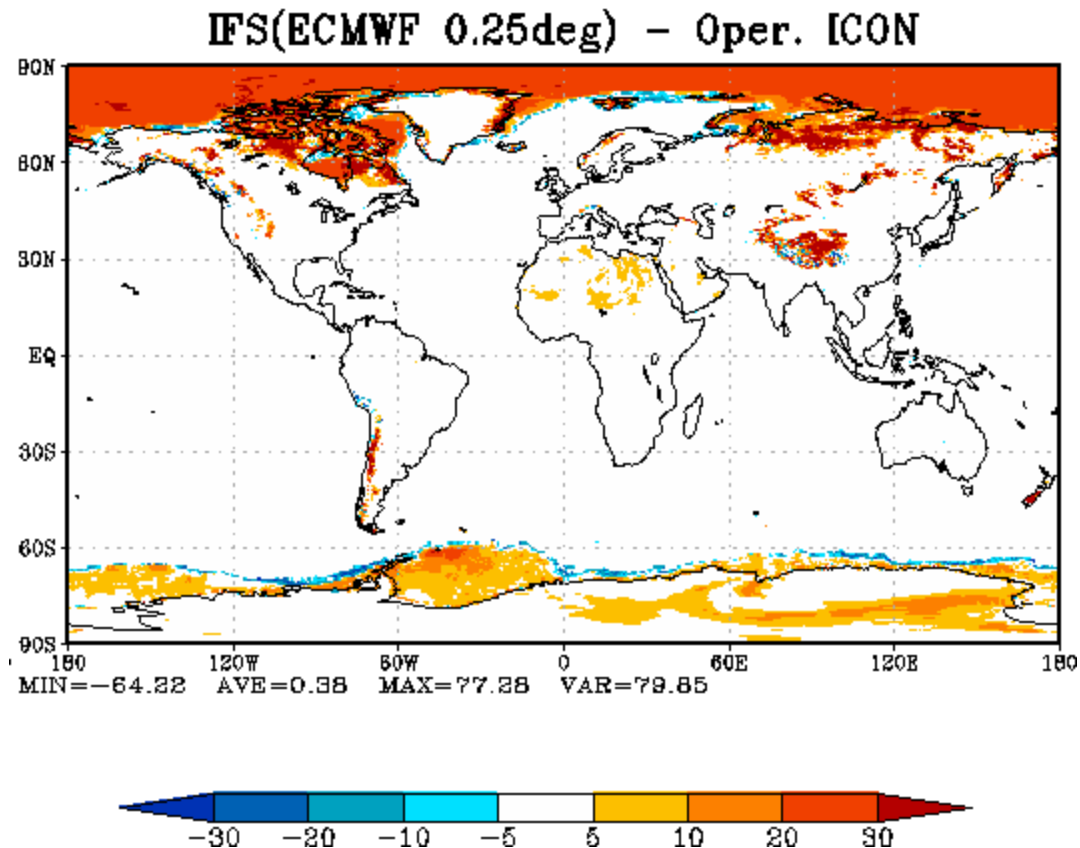 IFS(ECMWF 0.25deg) - Oper. ICON
90N
60N
30N
EQ
30S
60S
90S
180 120W 60W 0 60E 120E 180
MIN=-64.22 AVE=0.38 MAX=77.28 VAR=79.85
-30 -20 -10 -5 5 10 20 30